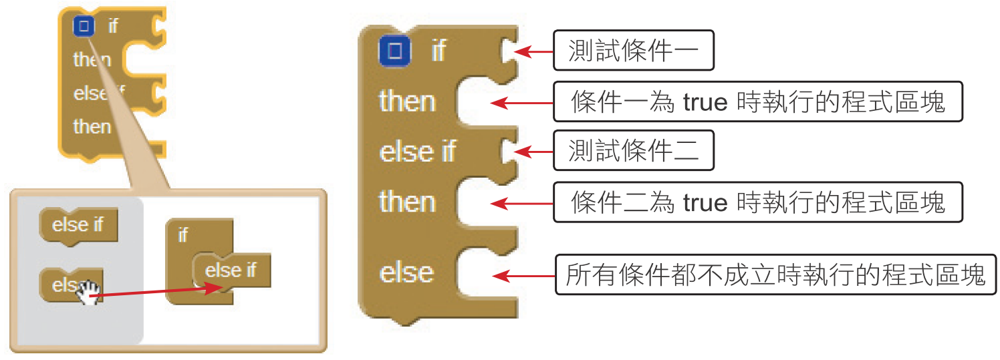 if
then
else if
then
else if
else
if
else if
if
then
else if
then
else
測試條件一
條件一為 true 時執行的程式區塊
測試條件二
條件二為 true 時執行的程式區塊
所有條件都不成立時執行的程式區塊